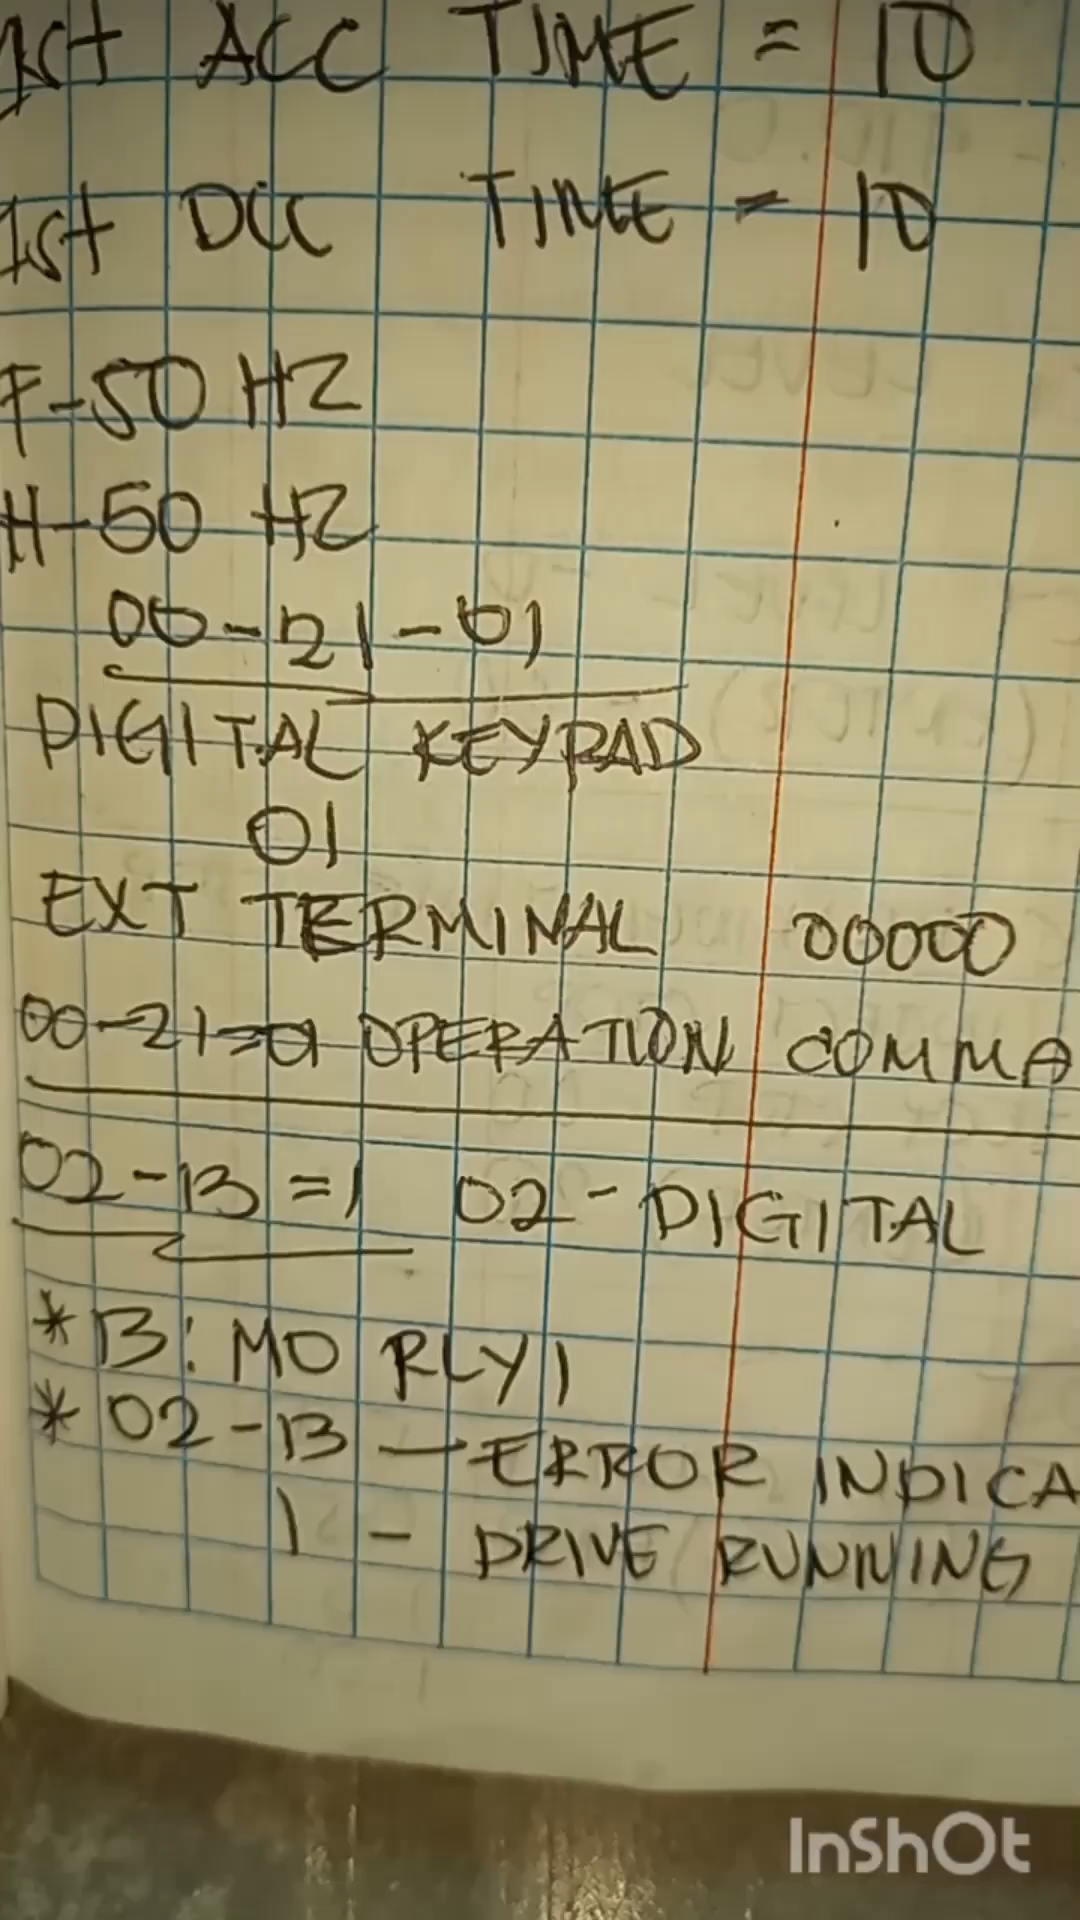 1st ACC TIME = 10
1st DCC TIME - 10
F-50 HZ
H-50 HZ
00-21-01
DIGITAL KEYPAD
01
EXT TERMINAL 00000
00-21=01 OPERATION COMMA
02-13=1 02-DIGITAL
*13: MO RLY1
*02-13 — ERROR INDICA
1 - DRIVE RUNNING
InShOt